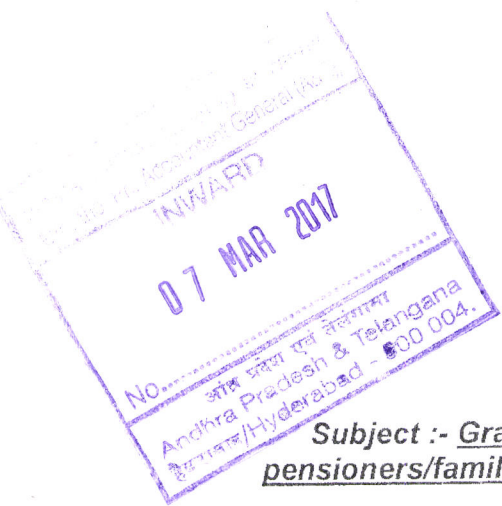 Accountant General
INWARD
07 MAR 2017
No.
आंध्र प्रदेश एवं तेलंगाना
Andhra Pradesh & Telangana
हैदराबाद/Hyderabad - 500 004.
Subject :- Gra
pensioners/famil